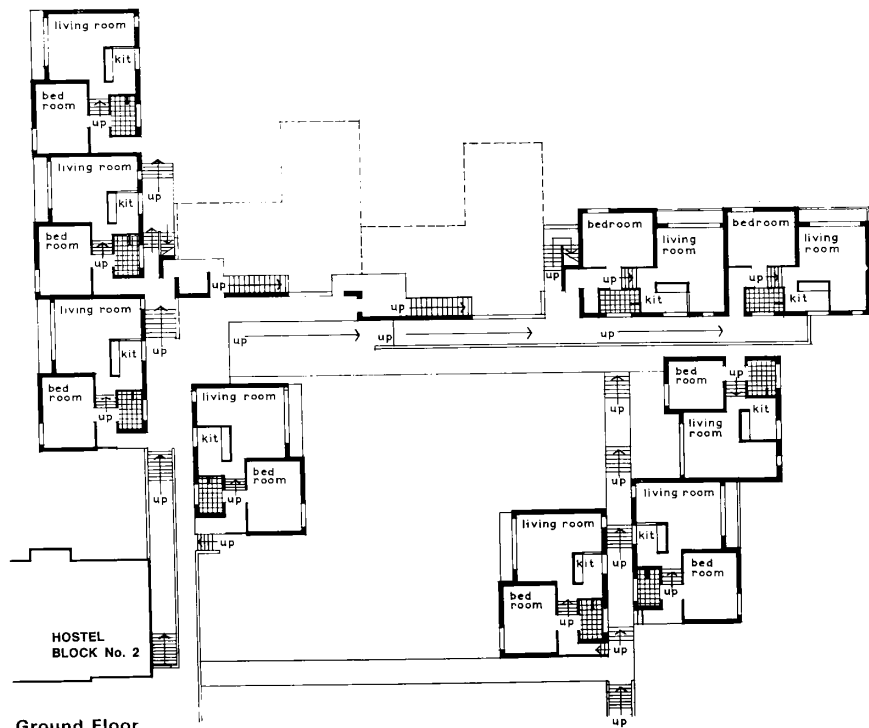 living room
kit
bed
room
up
living room
up
kit
bed
room
up
up
up
living room
up
kit
bed
room
up
up
up
up
bedroom
living
room
up
kit
bedroom
living
room
up
kit
up
up
up
living room
kit
bed
room
up
up
bed
room
up
kit
living
room
up
up
living room
kit
bed
room
up
living room
up
kit
bed
room
up
up
up
HOSTEL
BLOCK No. 2
Ground Floor